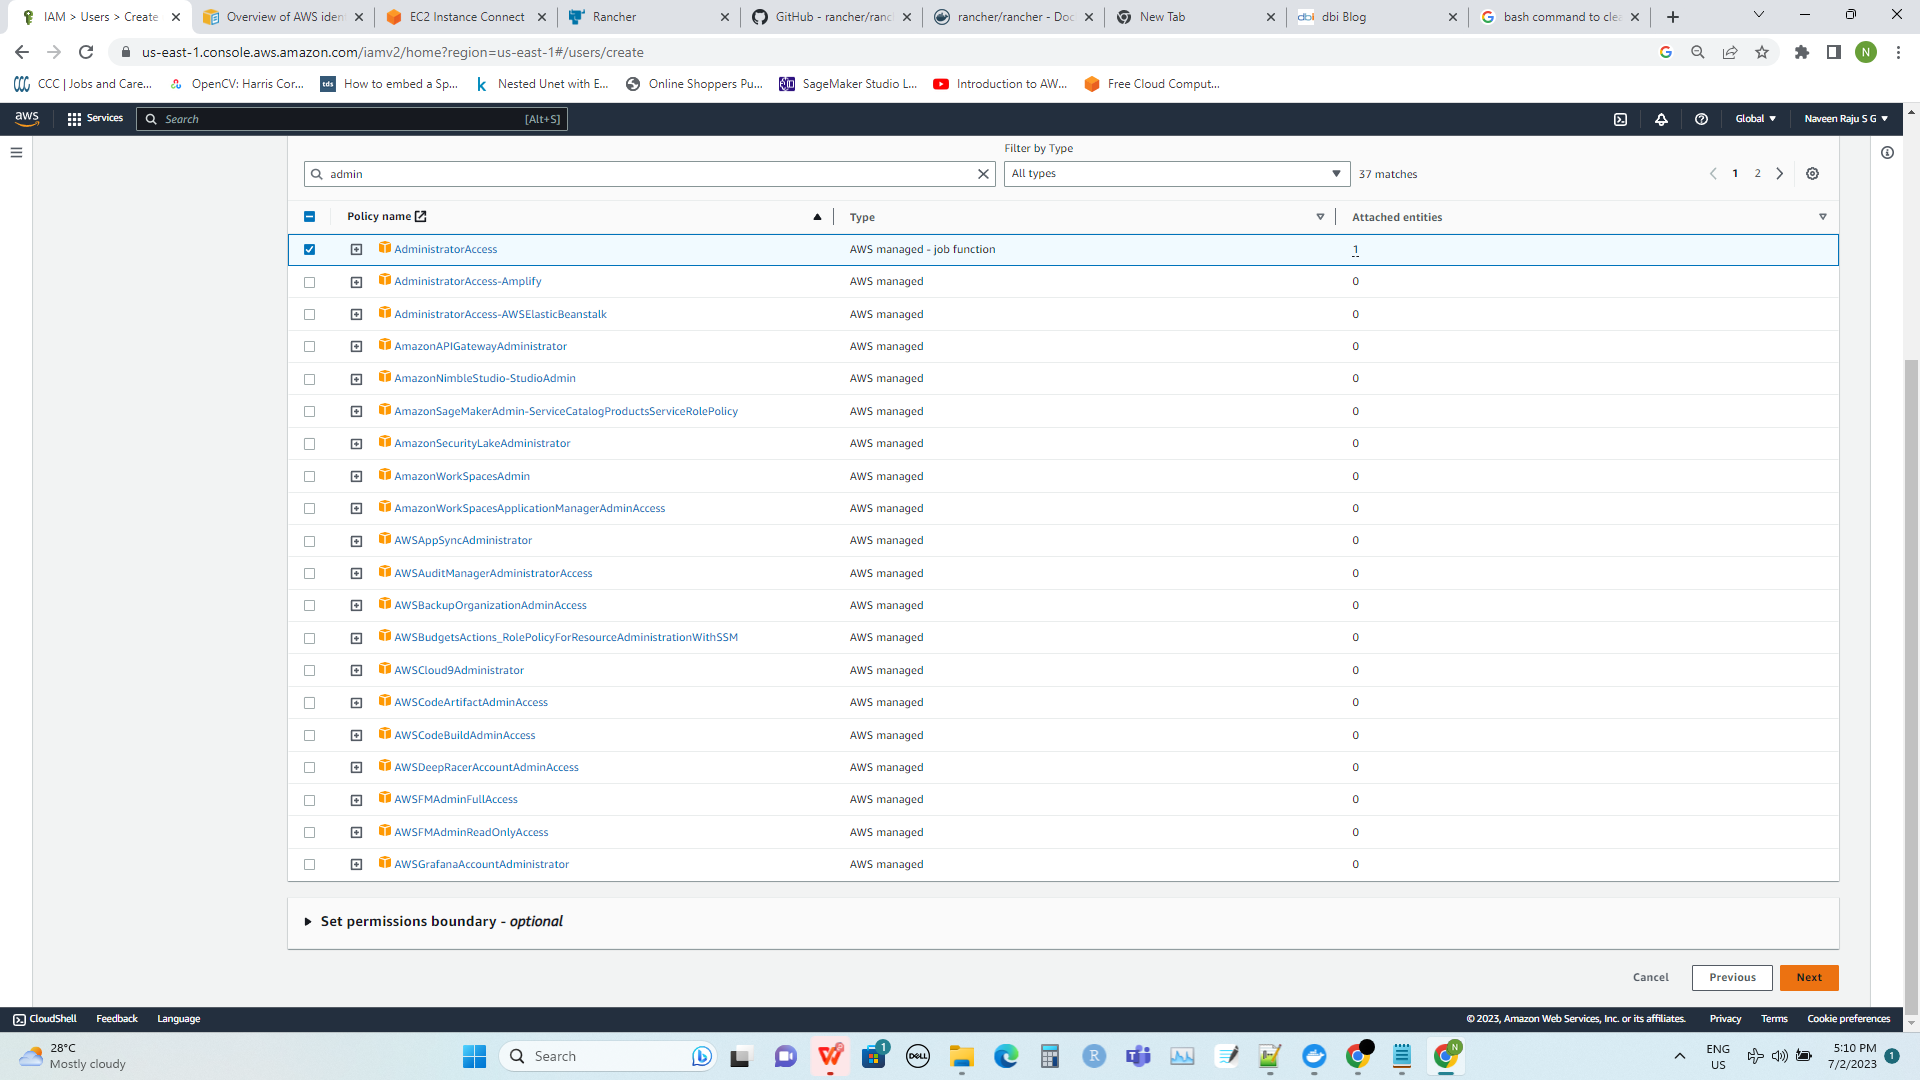 IAM > Users > Create
Overview of AWS iden
EC2 Instance Connect
Rancher
GitHub - rancher/ranc
rancher/rancher - Doc
New Tab
dbi dbi Blog
bash command to clea
us-east-1.console.aws.amazon.com/iamv2/home?region=us-east-1#/users/create
N
CCC | Jobs and Care...
OpenCV: Harris Cor...
tds How to embed a Sp...
k Nested Unet with E...
Online Shoppers Pu...
SageMaker Studio L...
Introduction to AW...
Free Cloud Comput...
aws Services Search [Alt+S] Global Naveen Raju S G
Filter by Type
admin All types 37 matches 1 2
Policy name Type Attached entities
AdministratorAccess AWS managed - job function 1
AdministratorAccess-Amplify AWS managed 0
AdministratorAccess-AWSElasticBeanstalk AWS managed 0
AmazonAPIGatewayAdministrator AWS managed 0
AmazonNimbleStudio-StudioAdmin AWS managed 0
AmazonSageMakerAdmin-ServiceCatalogProductsServiceRolePolicy AWS managed 0
AmazonSecurityLakeAdministrator AWS managed 0
AmazonWorkSpacesAdmin AWS managed 0
AmazonWorkSpacesApplicationManagerAdminAccess AWS managed 0
AWSAppSyncAdministrator AWS managed 0
AWSAuditManagerAdministratorAccess AWS managed 0
AWSBackupOrganizationAdminAccess AWS managed 0
AWSBudgetsActions_RolePolicyForResourceAdministrationWithSSM AWS managed 0
AWSCloud9Administrator AWS managed 0
AWSCodeArtifactAdminAccess AWS managed 0
AWSCodeBuildAdminAccess AWS managed 0
AWSDeepRacerAccountAdminAccess AWS managed 0
AWSFMAdminFullAccess AWS managed 0
AWSFMAdminReadOnlyAccess AWS managed 0
AWSGrafanaAccountAdministrator AWS managed 0
Set permissions boundary - optional
Cancel Previous Next
CloudShell Feedback Language © 2023, Amazon Web Services, Inc. or its affiliates. Privacy Terms Cookie preferences
28°C
Mostly cloudy
Search
1
DELL
R
N
ENG
US
5:10 PM
7/2/2023
1